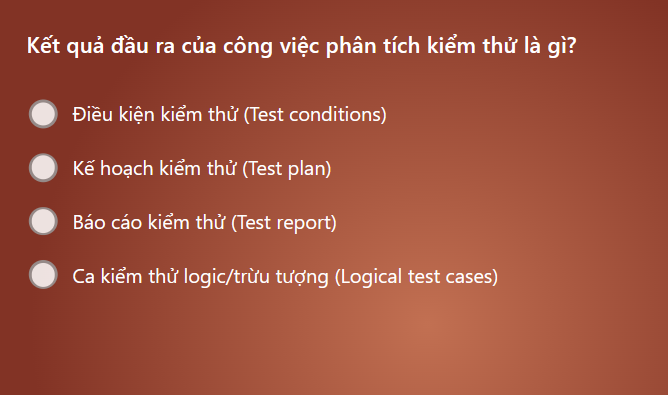 Kết quả đầu ra của công việc phân tích kiểm thử là gì?
Điều kiện kiểm thử (Test conditions)
Kế hoạch kiểm thử (Test plan)
Báo cáo kiểm thử (Test report)
Ca kiểm thử logic/trừu tượng (Logical test cases)